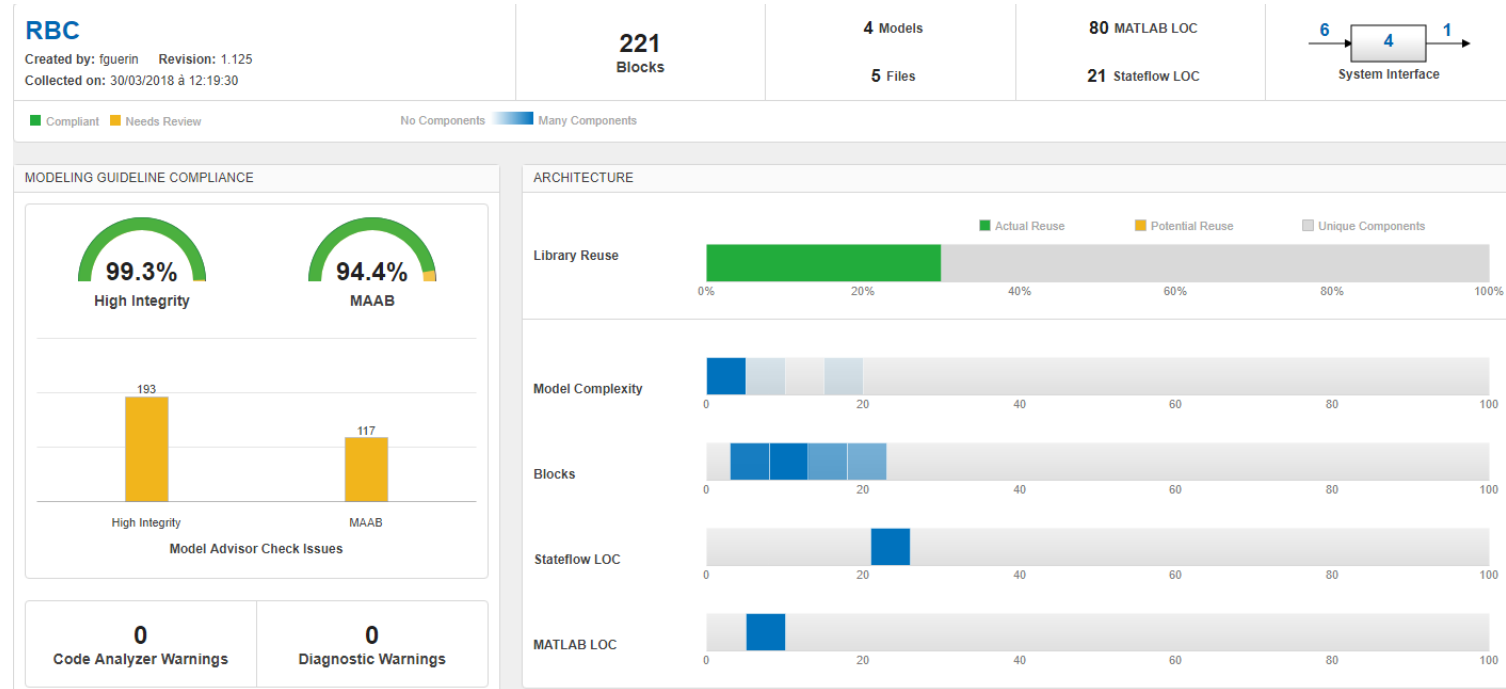 RBC
Created by: fguerin Revision: 1.125
Collected on: 30/03/2018 à 12:19:30
221
Blocks
4 Models
5 Files
80 MATLAB LOC
21 Stateflow LOC
6 4 1
System Interface
Compliant Needs Review
No Components Many Components
MODELING GUIDELINE COMPLIANCE
99.3%
High Integrity
94.4%
MAAB
193
117
High Integrity MAAB
Model Advisor Check Issues
0
Code Analyzer Warnings
0
Diagnostic Warnings
ARCHITECTURE
Actual Reuse Potential Reuse Unique Components
Library Reuse
0% 20% 40% 60% 80% 100%
Model Complexity
0 20 40 60 80 100
Blocks
0 20 40 60 80 100
Stateflow LOC
0 20 40 60 80 100
MATLAB LOC
0 20 40 60 80 100